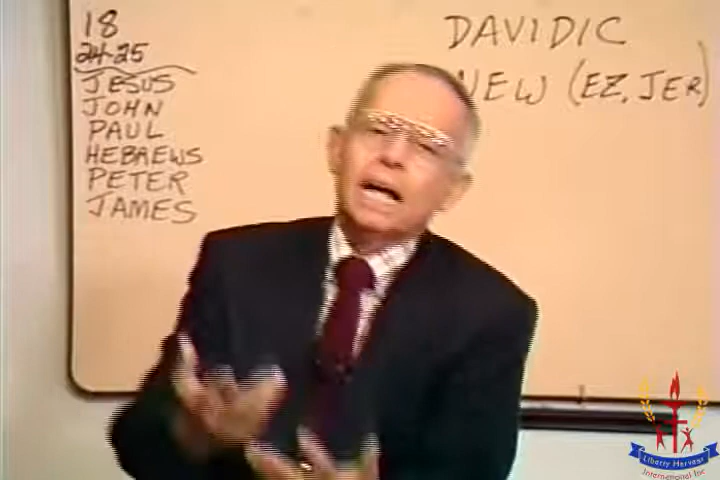 18
24-25
JESUS
JOHN
PAUL
HEBREWS
PETER
JAMES
DAVIDIC
NEW (EZ, JER)
Liberty Harvest
International Inc